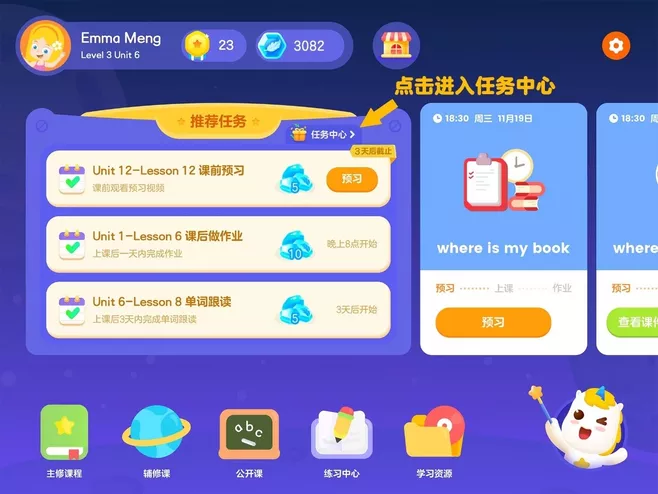 Emma Meng
Level 3 Unit 6
23
3082
点击进入任务中心
推荐任务
任务中心
3天后截止
Unit 12-Lesson 12 课前预习
课前观看预习视频
5
预习
Unit 1-Lesson 6 课后做作业
上课后一天内完成作业
10
晚上8点开始
Unit 6-Lesson 8 单词跟读
上课后3天内完成单词跟读
5
3天后开始
18:30 周三 11月19日
where is my book
预习 上课 作业
预习
18:30 周
where
预习
查看课件
主修课程
abc
辅修课
公开课
练习中心
学习资源